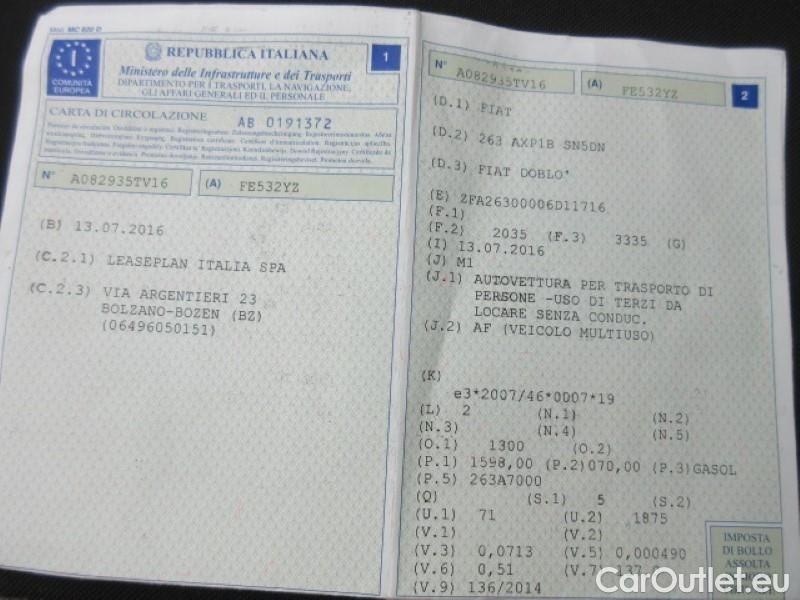 Mod. MC 820 D
I
COMUNITÀ
EUROPEA
REPUBBLICA ITALIANA
1
Ministero delle Infrastrutture e dei Trasporti
DIPARTIMENTO PER I TRASPORTI, LA NAVIGAZIONE,
GLI AFFARI GENERALI ED IL PERSONALE
CARTA DI CIRCOLAZIONE AB 0191372
N° A082935TV16 (A) FE532YZ
(B) 13.07.2016
(C.2.1) LEASEPLAN ITALIA SPA
(C.2.3) VIA ARGENTIERI 23
BOLZANO-BOZEN (BZ)
(06496050151)
N° A082935TV16 (A) FE532YZ 2
(D.1) FIAT
(D.2) 263 AXP1B SN5DN
(D.3) FIAT DOBLO'
(E) ZFA26300006D11716
(F.1)
(F.2) 2035 (F.3) 3335 (G)
(I) 13.07.2016
(J) M1
(J.1) AUTOVETTURA PER TRASPORTO DI
PERSONE -USO DI TERZI DA
LOCARE SENZA CONDUC.
(J.2) AF (VEICOLO MULTIUSO)
(K)
e3*2007/46*0007*19
(L) 2 (N.1) (N.2)
(N.3) (N.4) (N.5)
(O.1) 1300 (O.2)
(P.1) 1598,00 (P.2)070,00 (P.3)GASOL
(P.5) 263A7000
(Q) (S.1) 5 (S.2)
(U.1) 71 (U.2) 1875
(V.1) (V.2)
(V.3) 0,0713 (V.5) 0,000490
(V.6) 0,51 (V.7) 137,0
(V.9) 136/2014
IMPOSTA
DI BOLLO
ASSOLTA
CarOutlet.eu